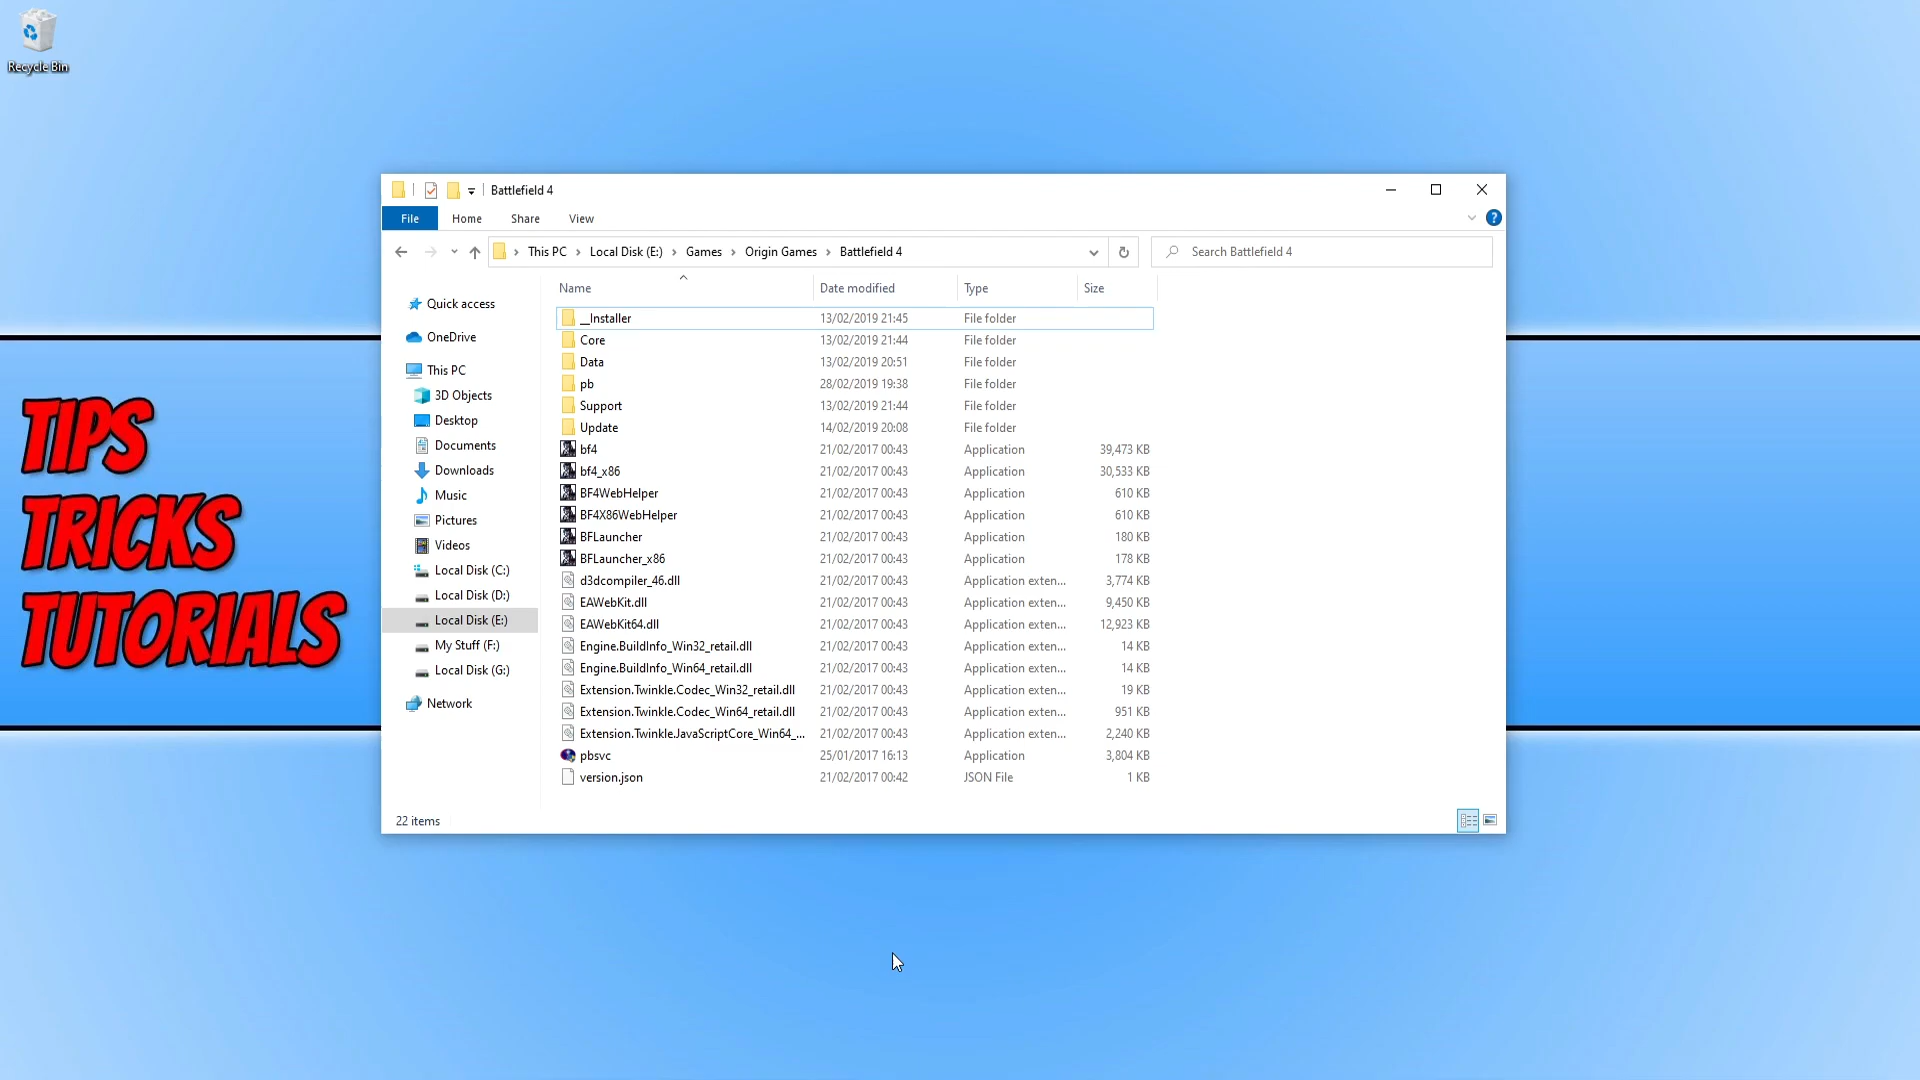 Recycle Bin
Battlefield 4
File Home Share View
This PC Local Disk (E:) Games Origin Games Battlefield 4
Search Battlefield 4
Name Date modified Type Size
Quick access
OneDrive
This PC
3D Objects
Desktop
Documents
Downloads
Music
Pictures
Videos
Local Disk (C:)
Local Disk (D:)
Local Disk (E:)
My Stuff (F:)
Local Disk (G:)
Network
__Installer 13/02/2019 21:45 File folder
Core 13/02/2019 21:44 File folder
Data 13/02/2019 20:51 File folder
pb 28/02/2019 19:38 File folder
Support 13/02/2019 21:44 File folder
Update 14/02/2019 20:08 File folder
bf4 21/02/2017 00:43 Application 39,473 KB
bf4_x86 21/02/2017 00:43 Application 30,533 KB
BF4WebHelper 21/02/2017 00:43 Application 610 KB
BF4X86WebHelper 21/02/2017 00:43 Application 610 KB
BFLauncher 21/02/2017 00:43 Application 180 KB
BFLauncher_x86 21/02/2017 00:43 Application 178 KB
d3dcompiler_46.dll 21/02/2017 00:43 Application exten... 3,774 KB
EAWebKit.dll 21/02/2017 00:43 Application exten... 9,450 KB
EAWebKit64.dll 21/02/2017 00:43 Application exten... 12,923 KB
Engine.BuildInfo_Win32_retail.dll 21/02/2017 00:43 Application exten... 14 KB
Engine.BuildInfo_Win64_retail.dll 21/02/2017 00:43 Application exten... 14 KB
Extension.Twinkle.Codec_Win32_retail.dll 21/02/2017 00:43 Application exten... 19 KB
Extension.Twinkle.Codec_Win64_retail.dll 21/02/2017 00:43 Application exten... 951 KB
Extension.Twinkle.JavaScriptCore_Win64_... 21/02/2017 00:43 Application exten... 2,240 KB
pbsvc 25/01/2017 16:13 Application 3,804 KB
version.json 21/02/2017 00:42 JSON File 1 KB
22 items
TIPS
TRICKS
TUTORIALS